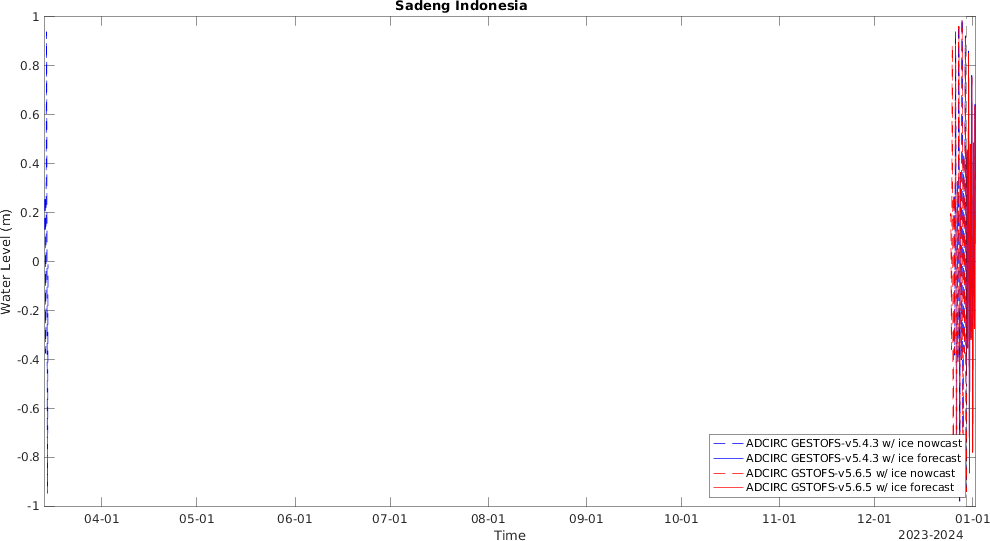 Sadeng Indonesia
Water Level (m)
1
0.8
0.6
0.4
0.2
0
-0.2
-0.4
-0.6
-0.8
-1
ADCIRC GESTOFS-v5.4.3 w/ ice nowcast
ADCIRC GESTOFS-v5.4.3 w/ ice forecast
ADCIRC GSTOFS-v5.6.5 w/ ice nowcast
ADCIRC GSTOFS-v5.6.5 w/ ice forecast
04-01 05-01 06-01 07-01 08-01 09-01 10-01 11-01 12-01 01-01
2023-2024
Time